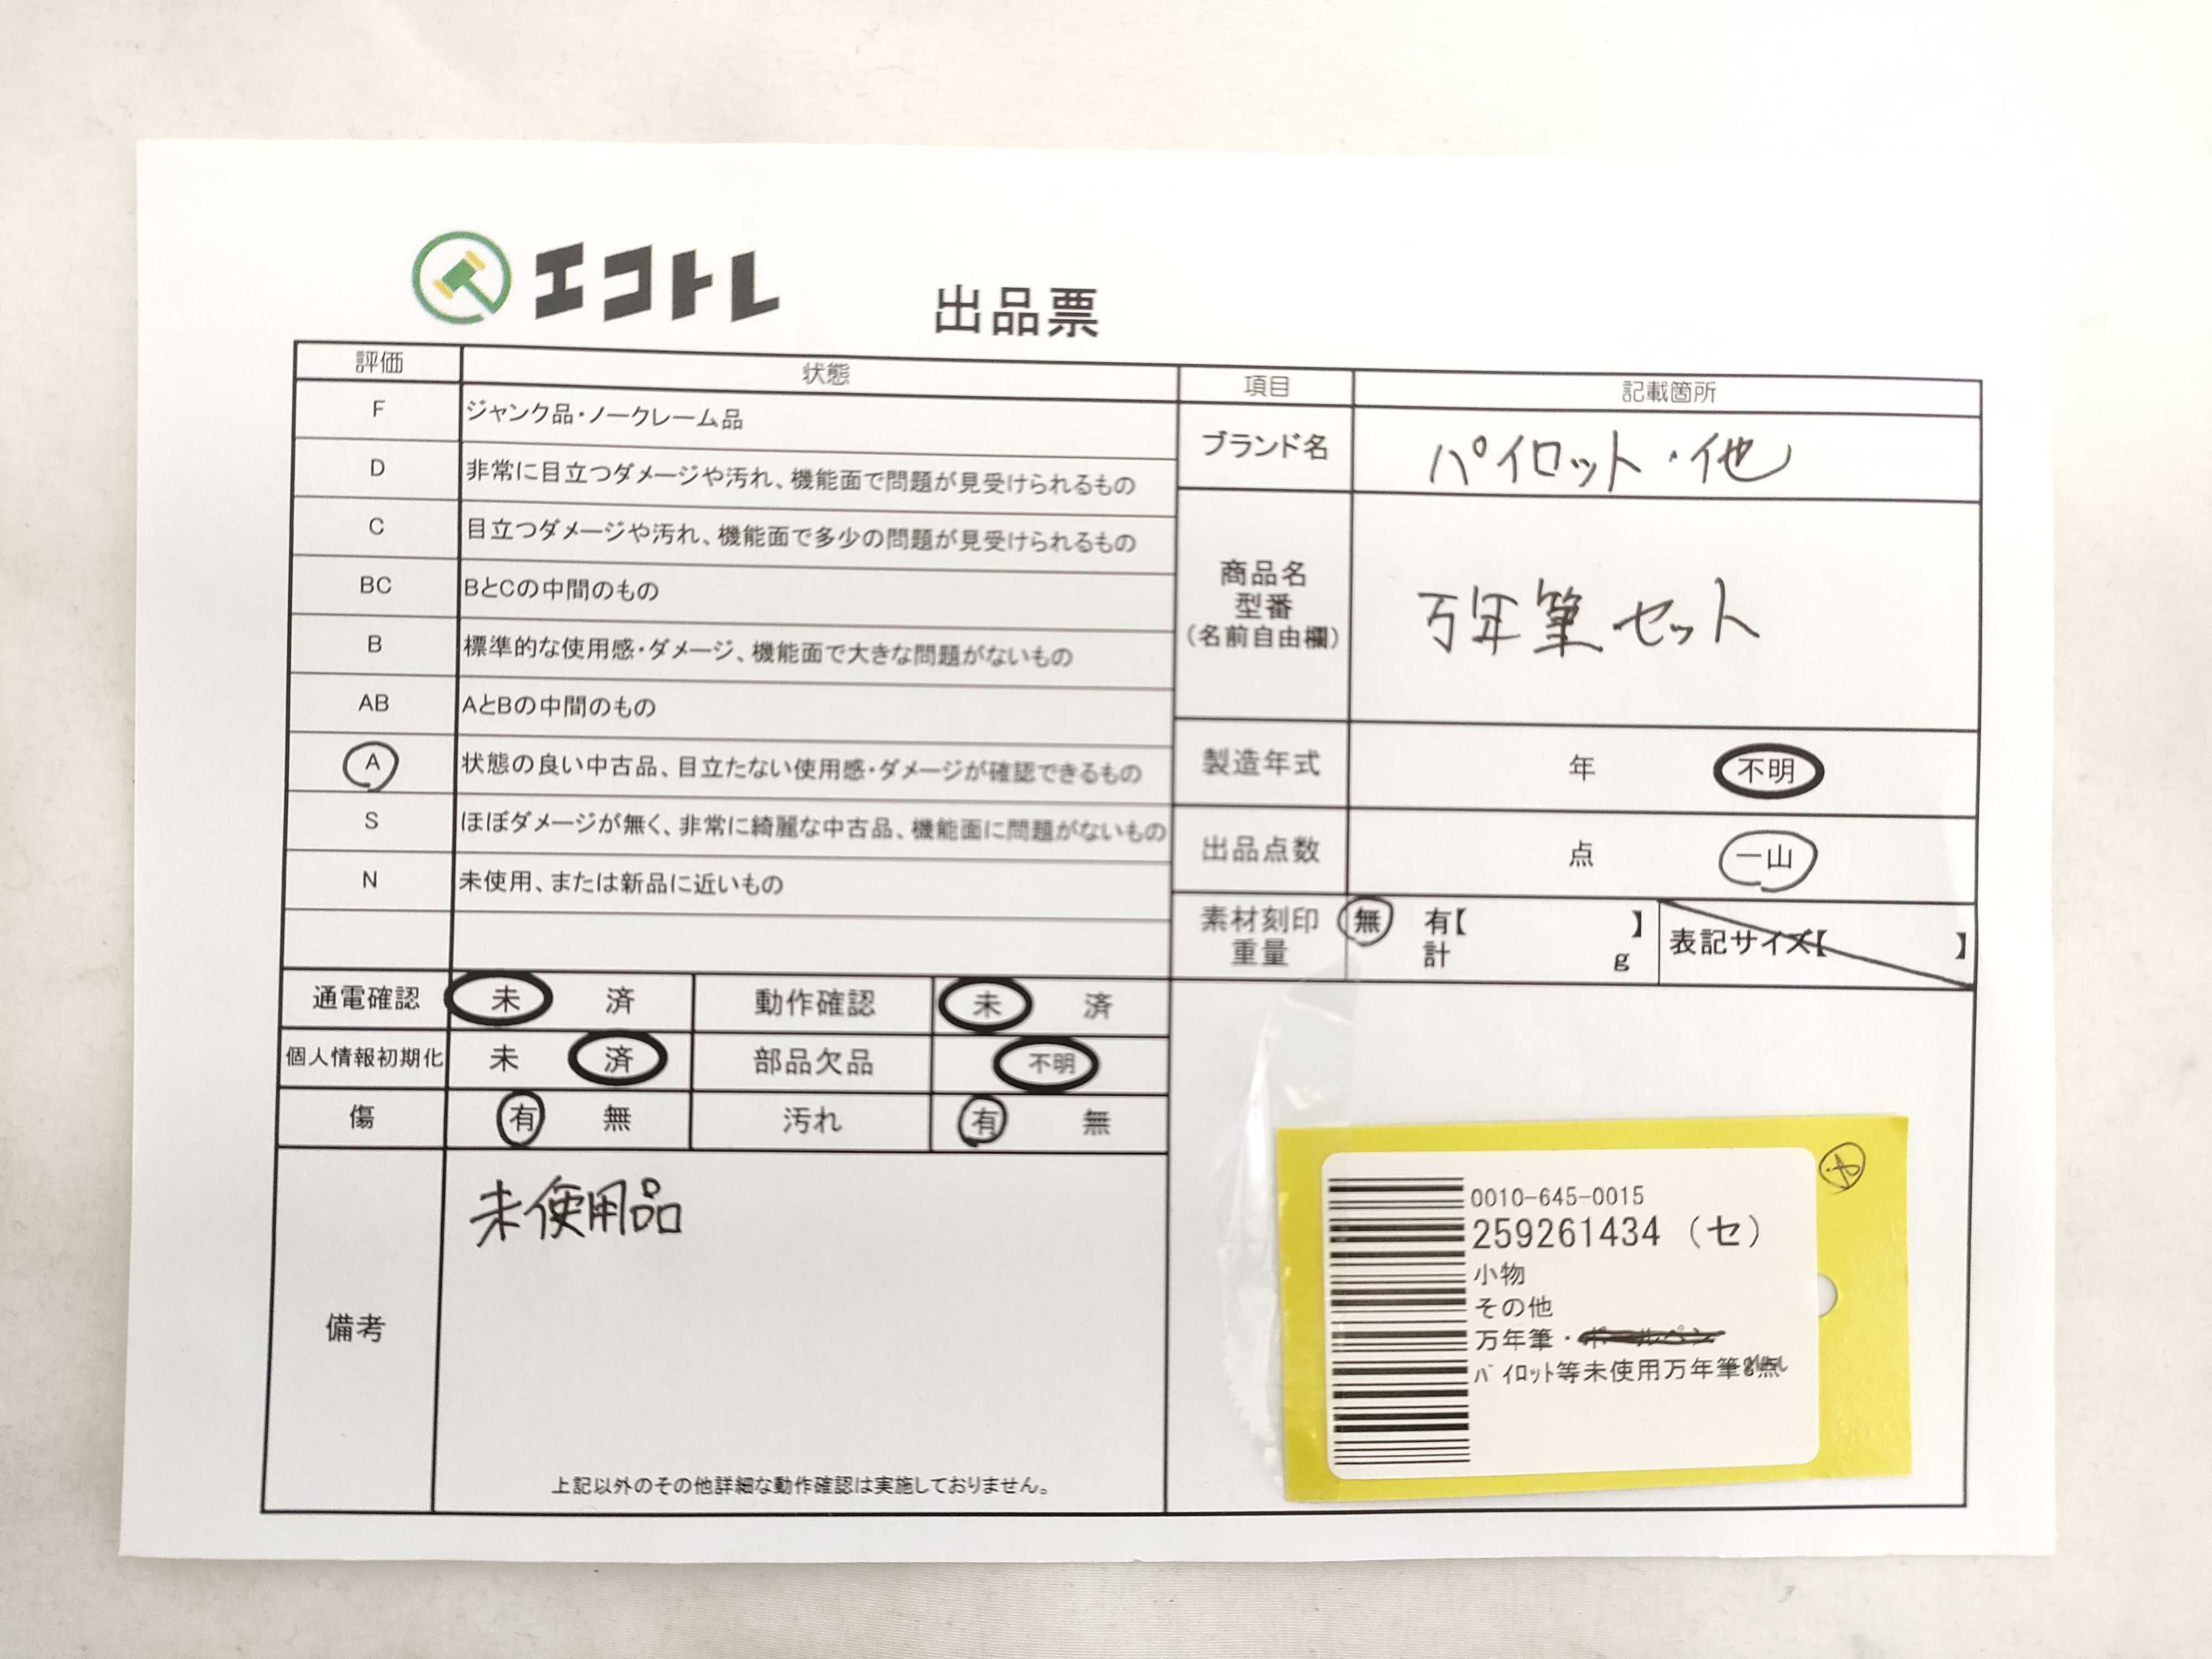 エコトレ 出品票
評価 状態 項目 記載箇所
F ジャンク品・ノークレーム品
D 非常に目立つダメージや汚れ、機能面で問題が見受けられるもの
C 目立つダメージや汚れ、機能面で多少の問題が見受けられるもの
BC BとCの中間のもの
B 標準的な使用感・ダメージ、機能面で大きな問題がないもの
AB AとBの中間のもの
A 状態の良い中古品、目立たない使用感・ダメージが確認できるもの
S ほぼダメージが無く、非常に綺麗な中古品、機能面に問題がないもの
N 未使用、または新品に近いもの
ブランド名 パイロット・他
商品名
型番
(名前自由欄)
万年筆セット
製造年式 年 不明
出品点数 点 一山
素材刻印 無 有【 】
重量 計 g
表記サイズ【 】
通電確認 未 済 動作確認 未 済
個人情報初期化 未 済 部品欠品 不明
傷 有 無 汚れ 有 無
備考
未使用品
上記以外のその他詳細な動作確認は実施しておりません。
A
0010-645-0015
259261434 (セ)
小物
その他
万年筆・ボールペン
パイロット等未使用万年筆